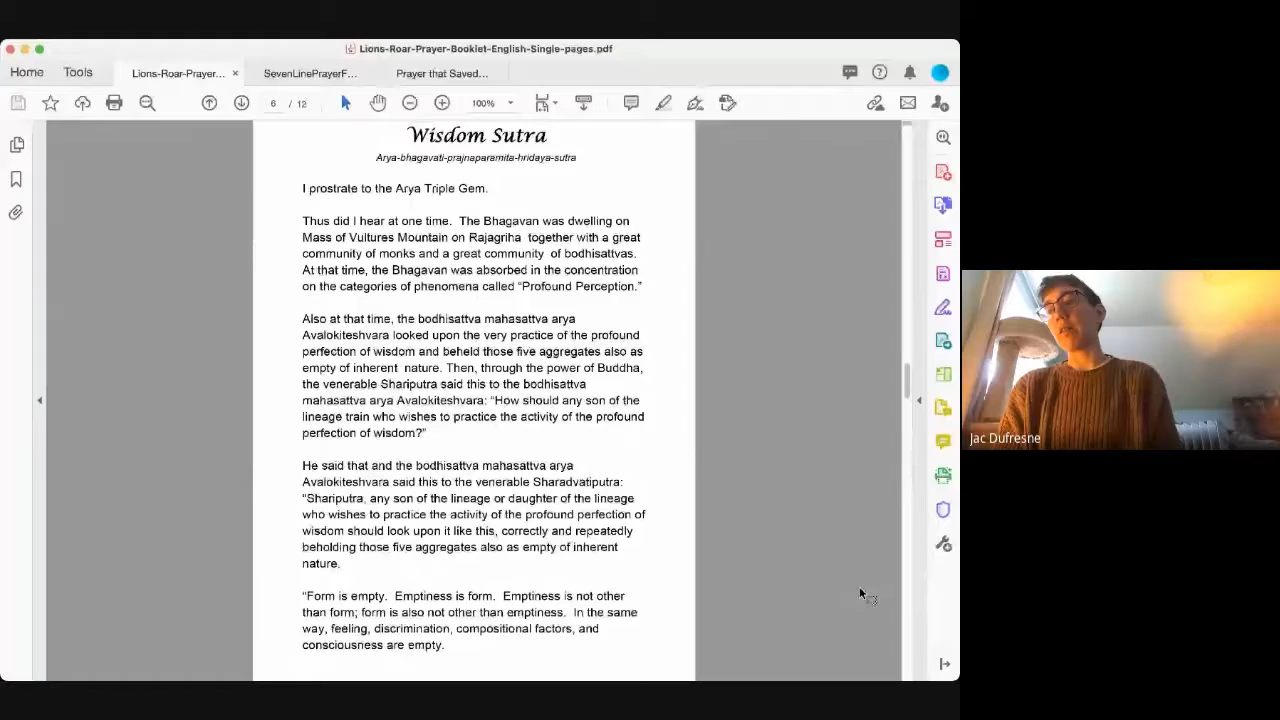 Lions-Roar-Prayer-Booklet-English-Single-pages.pdf
Home Tools Lions-Roar-Prayer... × SevenLinePrayerF... Prayer that Saved...
6 / 12 100%
Wisdom Sutra
Arya-bhagavati-prajnaparamita-hridaya-sutra
I prostrate to the Arya Triple Gem.
Thus did I hear at one time. The Bhagavan was dwelling on
Mass of Vultures Mountain on Rajagriha together with a great
community of monks and a great community of bodhisattvas.
At that time, the Bhagavan was absorbed in the concentration
on the categories of phenomena called “Profound Perception.”
Also at that time, the bodhisattva mahasattva arya
Avalokiteshvara looked upon the very practice of the profound
perfection of wisdom and beheld those five aggregates also as
empty of inherent nature. Then, through the power of Buddha,
the venerable Shariputra said this to the bodhisattva
mahasattva arya Avalokiteshvara: “How should any son of the
lineage train who wishes to practice the activity of the profound
perfection of wisdom?”
He said that and the bodhisattva mahasattva arya
Avalokiteshvara said this to the venerable Sharadvatiputra:
“Shariputra, any son of the lineage or daughter of the lineage
who wishes to practice the activity of the profound perfection of
wisdom should look upon it like this, correctly and repeatedly
beholding those five aggregates also as empty of inherent
nature.
“Form is empty. Emptiness is form. Emptiness is not other
than form; form is also not other than emptiness. In the same
way, feeling, discrimination, compositional factors, and
consciousness are empty.
Jac Dufresne